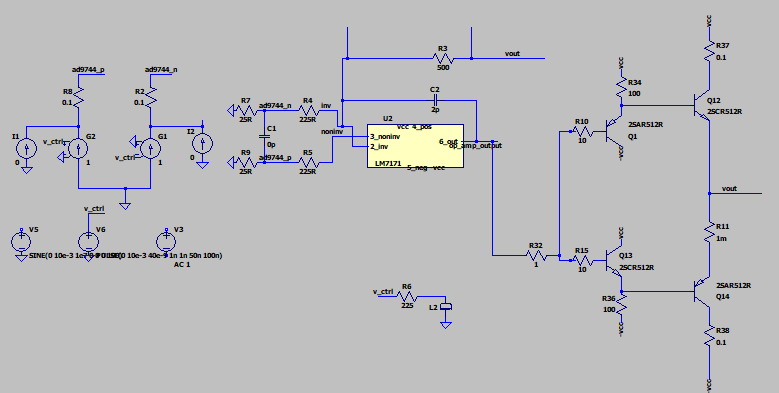 ad9744_p
ad9744_n
R8
0.1
R2
0.1
I1
0
v_ctrl
G2
1
v_ctrl
G1
1
I2
0
v_ctrl
V5
V6
V3
SINE(0 10e-3 1e7
10e-3 40e-9 1n 1n 50n 100n)
AC 1
R7
25R
ad9744_n
R4
225R
inv
C1
0p
noninv
R9
25R
ad9744_p
R5
225R
R3
500
vout
C2
2p
U2
vcc 4_pos
3_noninv
2_inv
6_out
op_amp_output
LM7171
5_neg -vcc
v_ctrl
R6
225
L2
R32
1
R10
10
R15
10
-vcc
R34
100
2SAR512R
Q1
-vcc
vcc
Q13
2SCR512R
R36
100
-vcc
vcc
R37
0.1
Q12
2SCR512R
vout
R11
1m
2SAR512R
Q14
R38
0.1
-vcc